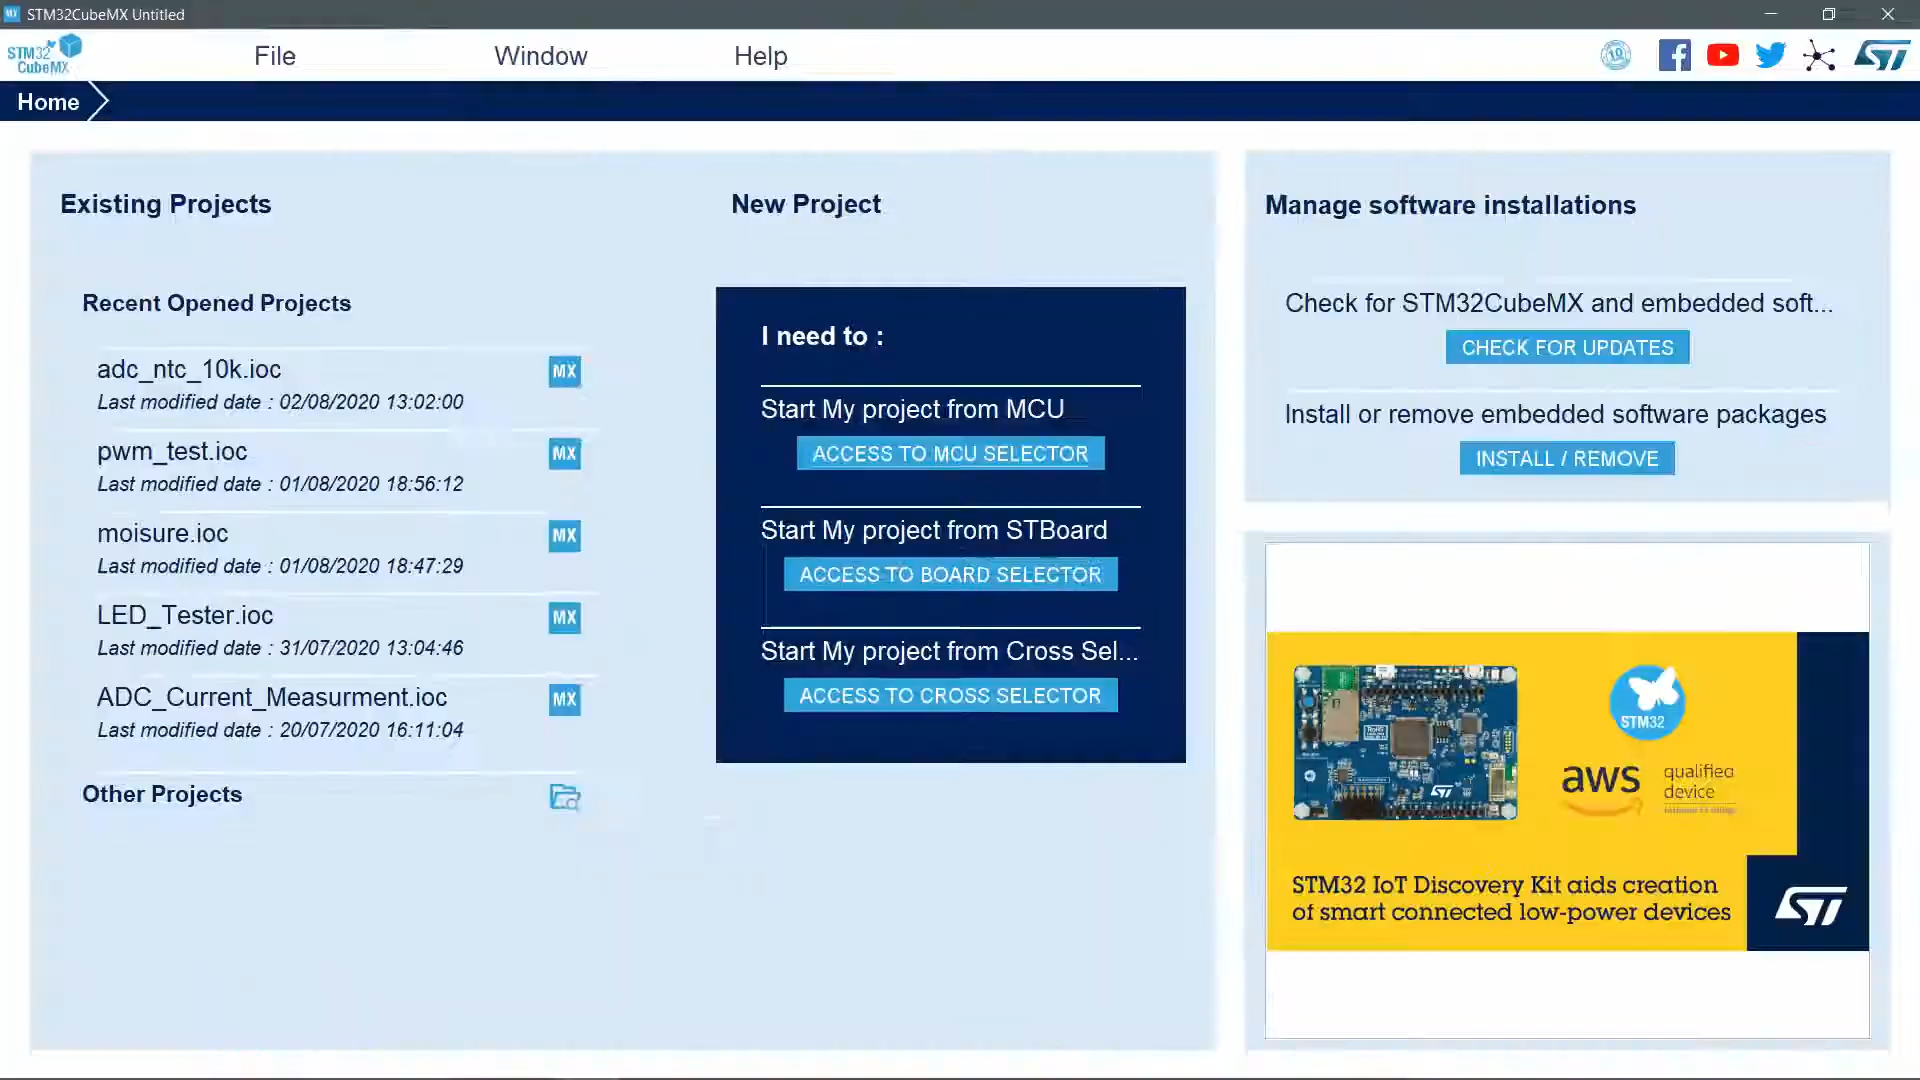 MX STM32CubeMX Untitled
STM32
CubeMX
File
Window
Help
10
Home
Existing Projects
Recent Opened Projects
adc_ntc_10k.ioc
MX
Last modified date : 02/08/2020 13:02:00
pwm_test.ioc
MX
Last modified date : 01/08/2020 18:56:12
moisure.ioc
MX
Last modified date : 01/08/2020 18:47:29
LED_Tester.ioc
MX
Last modified date : 31/07/2020 13:04:46
ADC_Current_Measurment.ioc
MX
Last modified date : 20/07/2020 16:11:04
Other Projects
New Project
I need to :
Start My project from MCU
ACCESS TO MCU SELECTOR
Start My project from STBoard
ACCESS TO BOARD SELECTOR
Start My project from Cross Sel...
ACCESS TO CROSS SELECTOR
Manage software installations
Check for STM32CubeMX and embedded soft...
CHECK FOR UPDATES
Install or remove embedded software packages
INSTALL / REMOVE
STM32
aws
qualified
device
STM32 IoT Discovery Kit aids creation
of smart connected low-power devices
ST